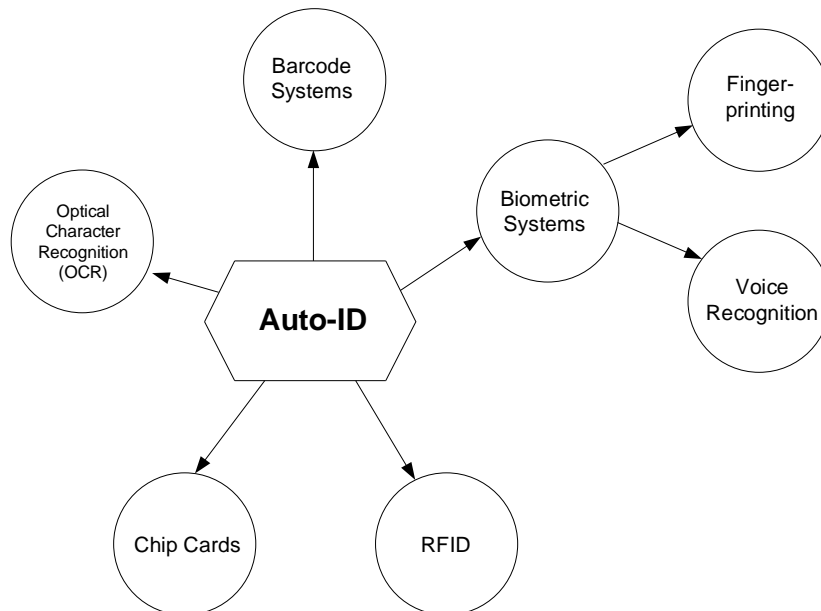 Barcode
Systems
Finger-
printing
Optical
Character
Recognition
(OCR)
Biometric
Systems
Voice
Recognition
Auto-ID
Chip Cards
RFID